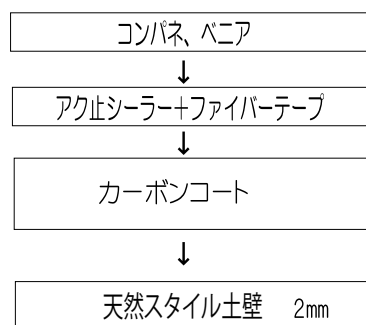 コンパネ、ベニア
↓
アク止シーラー+ファイバーテープ
↓
カーボンコート
↓
天然スタイル土壁 2mm